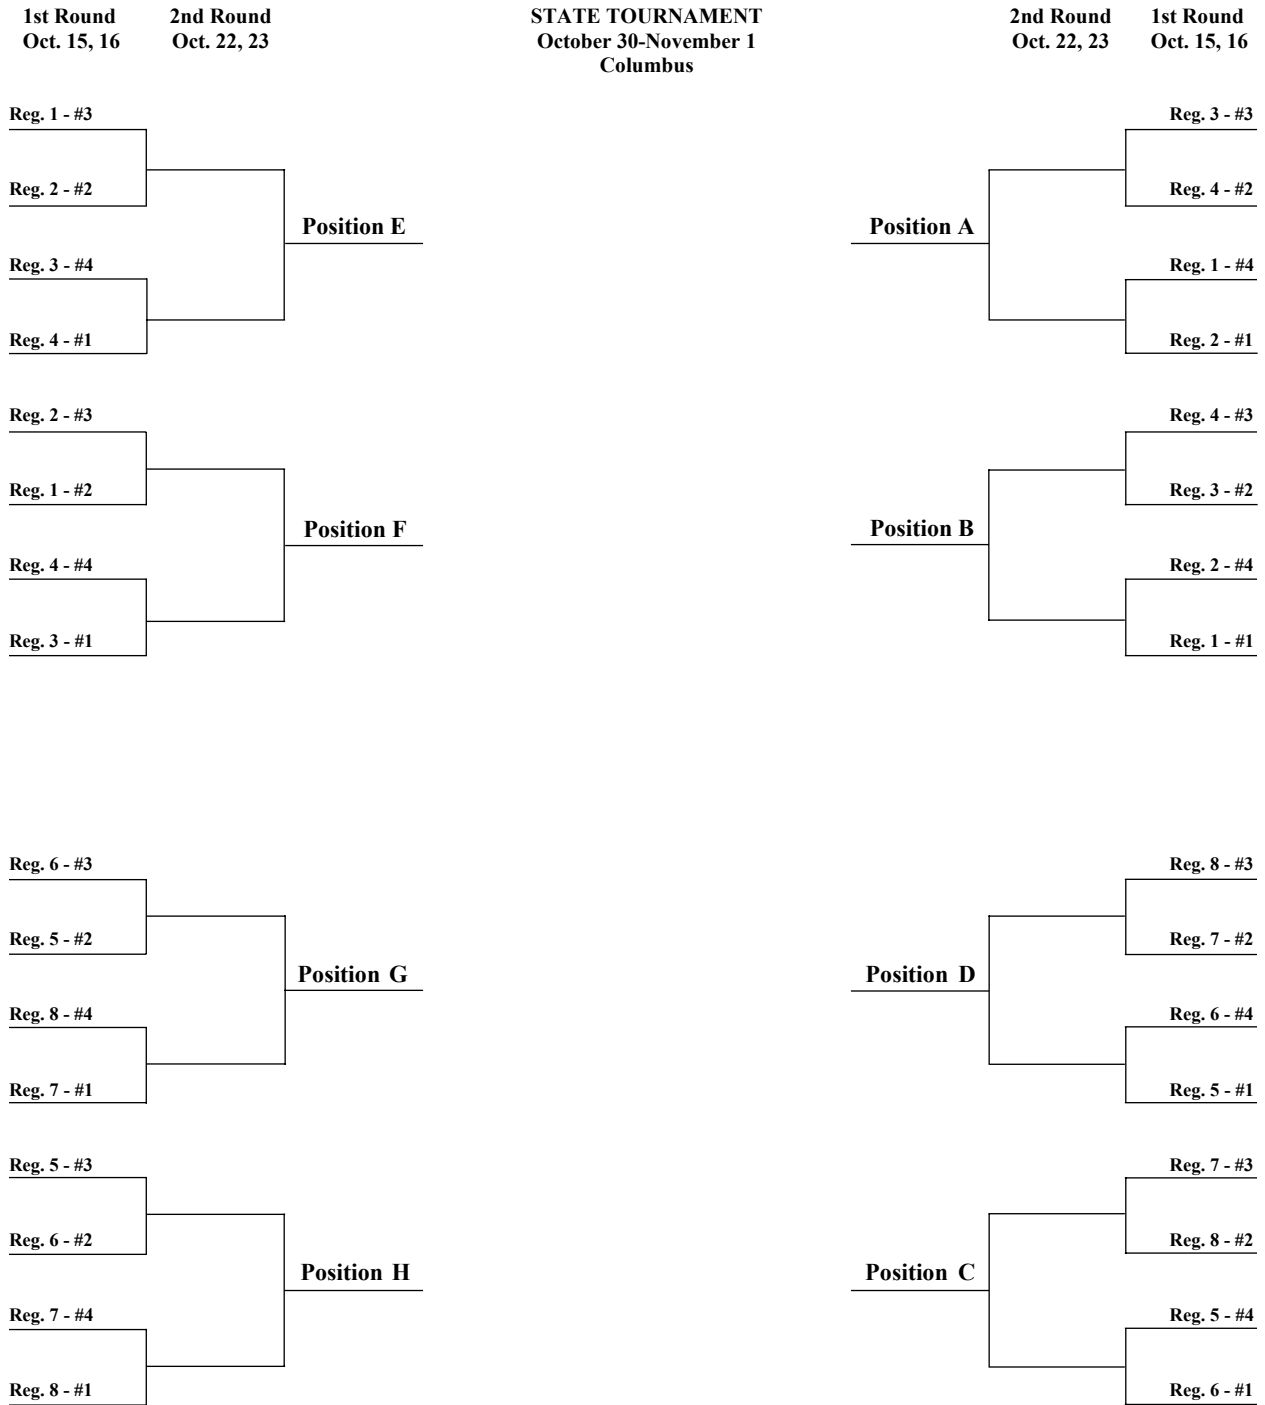 1st Round 2nd Round STATE TOURNAMENT 2nd Round 1st Round
Oct. 15, 16 Oct. 22, 23 October 30-November 1 Oct. 22, 23 Oct. 15, 16
Columbus
Reg. 1 - #3 Reg. 3 - #3
Reg. 2 - #2 Reg. 4 - #2
Position E Position A
Reg. 3 - #4 Reg. 1 - #4
Reg. 4 - #1 Reg. 2 - #1
Reg. 2 - #3 Reg. 4 - #3
Reg. 1 - #2 Reg. 3 - #2
Position F Position B
Reg. 4 - #4 Reg. 2 - #4
Reg. 3 - #1 Reg. 1 - #1
Reg. 6 - #3 Reg. 8 - #3
Reg. 5 - #2 Reg. 7 - #2
Position G Position D
Reg. 8 - #4 Reg. 6 - #4
Reg. 7 - #1 Reg. 5 - #1
Reg. 5 - #3 Reg. 7 - #3
Reg. 6 - #2 Reg. 8 - #2
Position H Position C
Reg. 7 - #4 Reg. 5 - #4
Reg. 8 - #1 Reg. 6 - #1